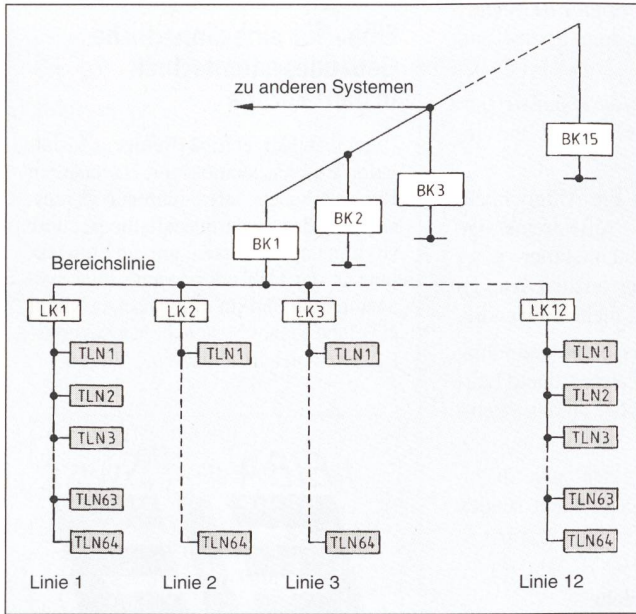 zu anderen Systemen
BK15
BK3
BK2
BK1
Bereichslinie
LK1 LK2 LK3 LK12
TLN1 TLN1 TLN1 TLN1
TLN2 TLN2
TLN3 TLN3
TLN63 TLN63
TLN64 TLN64 TLN64 TLN64
Linie 1 Linie 2 Linie 3 Linie 12